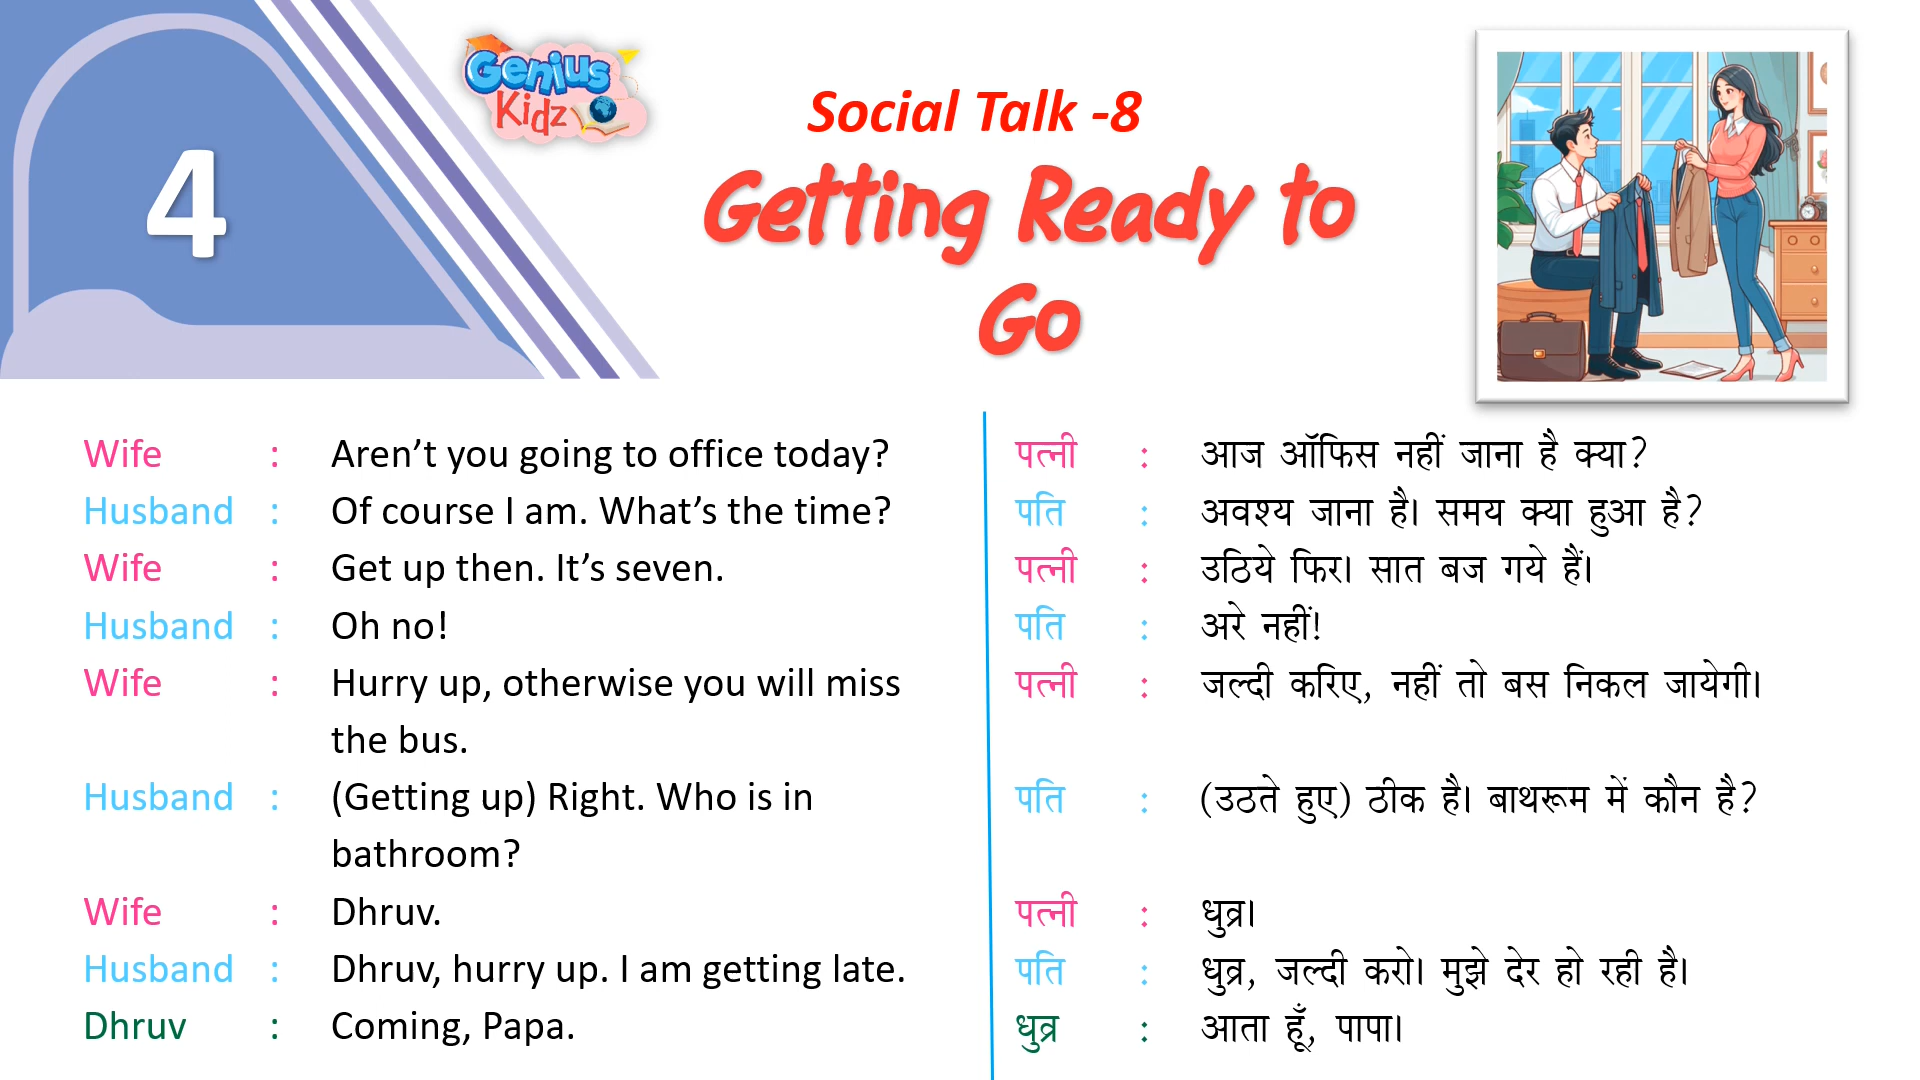 4
Genius
Kidz
Social Talk -8
Getting Ready to
Go
Wife : Aren’t you going to office today?
Husband : Of course I am. What’s the time?
Wife : Get up then. It’s seven.
Husband : Oh no!
Wife : Hurry up, otherwise you will miss
the bus.
Husband : (Getting up) Right. Who is in
bathroom?
Wife : Dhruv.
Husband : Dhruv, hurry up. I am getting late.
Dhruv : Coming, Papa.
पत्नी : आज ऑफिस नहीं जाना है क्या?
पति : अवश्य जाना है। समय क्या हुआ है?
पत्नी : उठिये फिर। सात बज गये हैं।
पति : अरे नहीं!
पत्नी : जल्दी करिए, नहीं तो बस निकल जायेगी।
पति : (उठते हुए) ठीक है। बाथरूम में कौन है?
पत्नी : धुव्र।
पति : धुव्र, जल्दी करो। मुझे देर हो रही है।
धुव्र : आता हूँ, पापा।